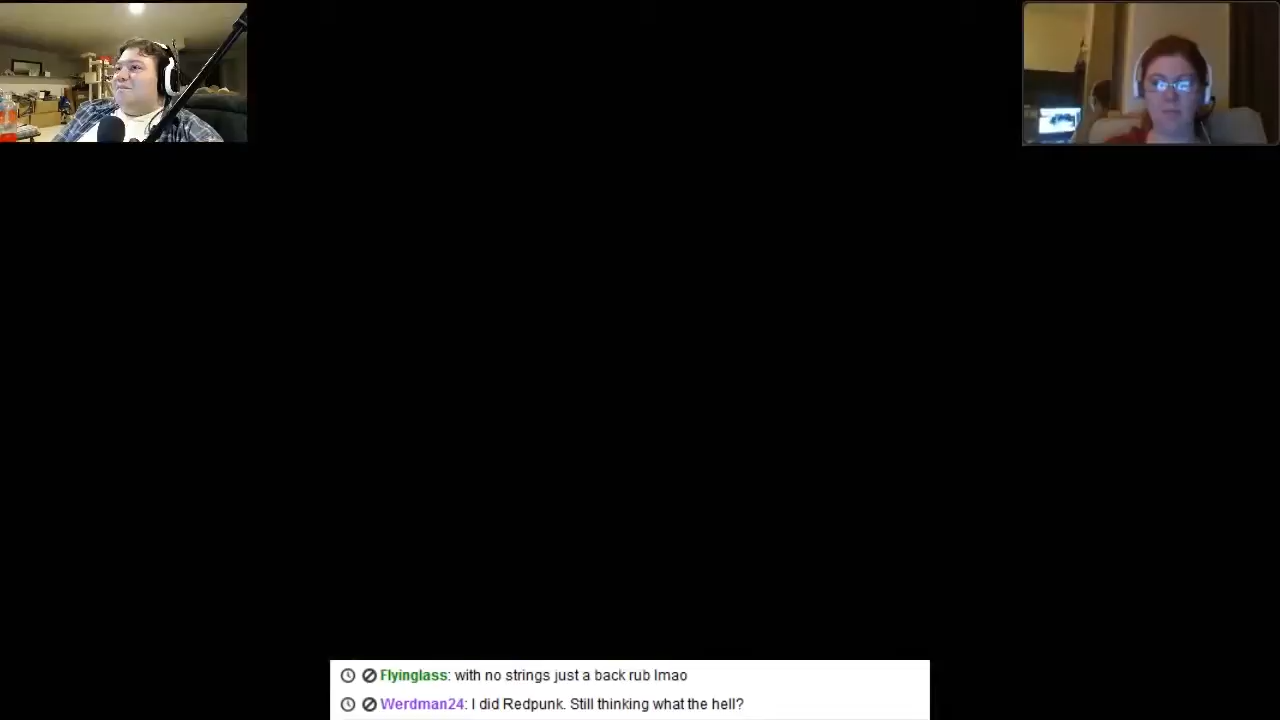 Flyinglass: with no strings just a back rub lmao
Werdman24: I did Redpunk. Still thinking what the hell?